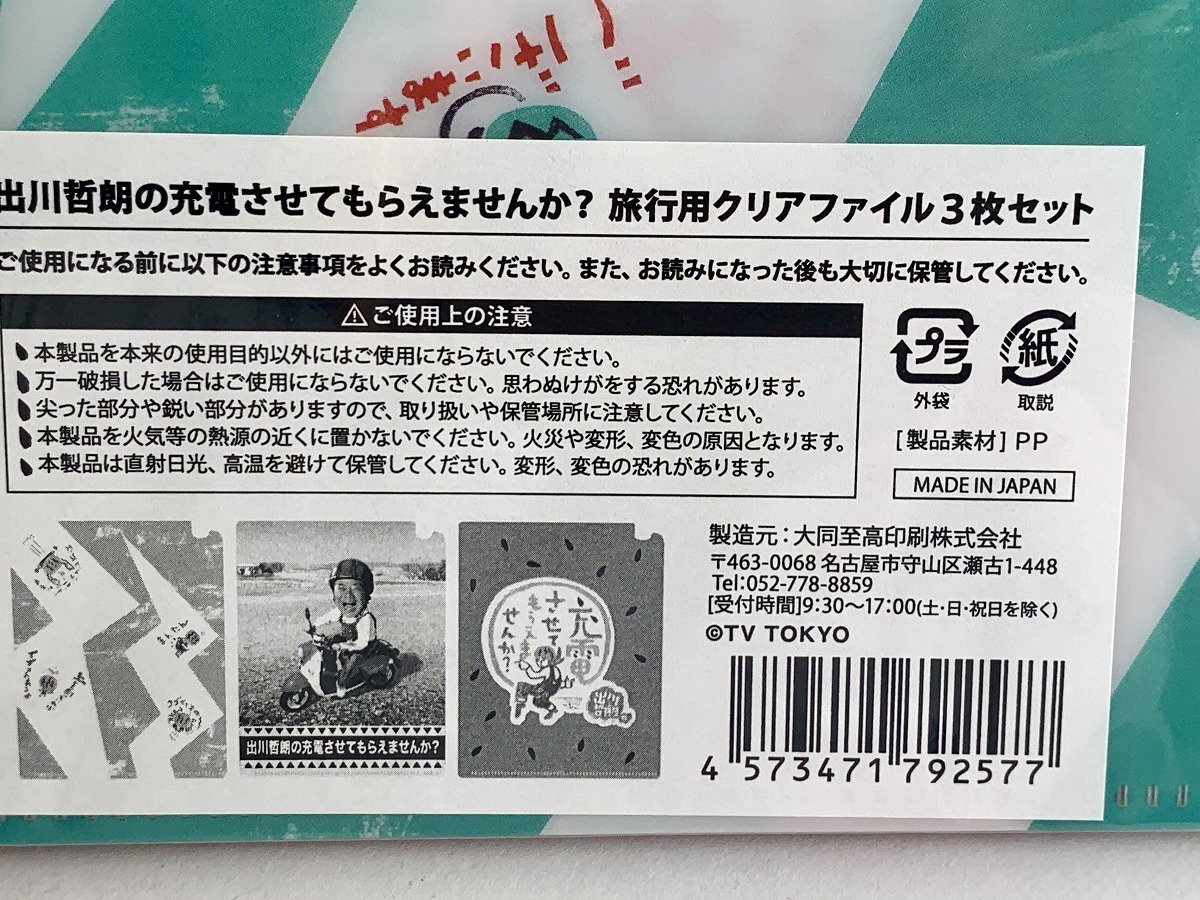 ございます
出川哲朗の充電させてもらえませんか? 旅行用クリアファイル3枚セット
ご使用になる前に以下の注意事項をよくお読みください。また、お読みになった後も大切に保管してください。
⚠ご使用上の注意
本製品を本来の使用目的以外にはご使用にならないでください。
万一破損した場合はご使用にならないでください。思わぬけがをする恐れがあります。
尖った部分や鋭い部分がありますので、取り扱いや保管場所に注意してください。
本製品を火気等の熱源の近くに置かないでください。火災や変形、変色の原因となります。
本製品は直射日光、高温を避けて保管してください。変形、変色の恐れがあります。
プラ
外袋
紙
取説
[製品素材] PP
MADE IN JAPAN
製造元:大同至高印刷株式会社
〒463-0068 名古屋市守山区瀬古1-448
Tel:052-778-8859
[受付時間]9:30〜17:00(土・日・祝日を除く)
©TV TOKYO
4 573471 792577
出川哲朗の充電させてもらえませんか?
充電
させて
もらえま
せんか?